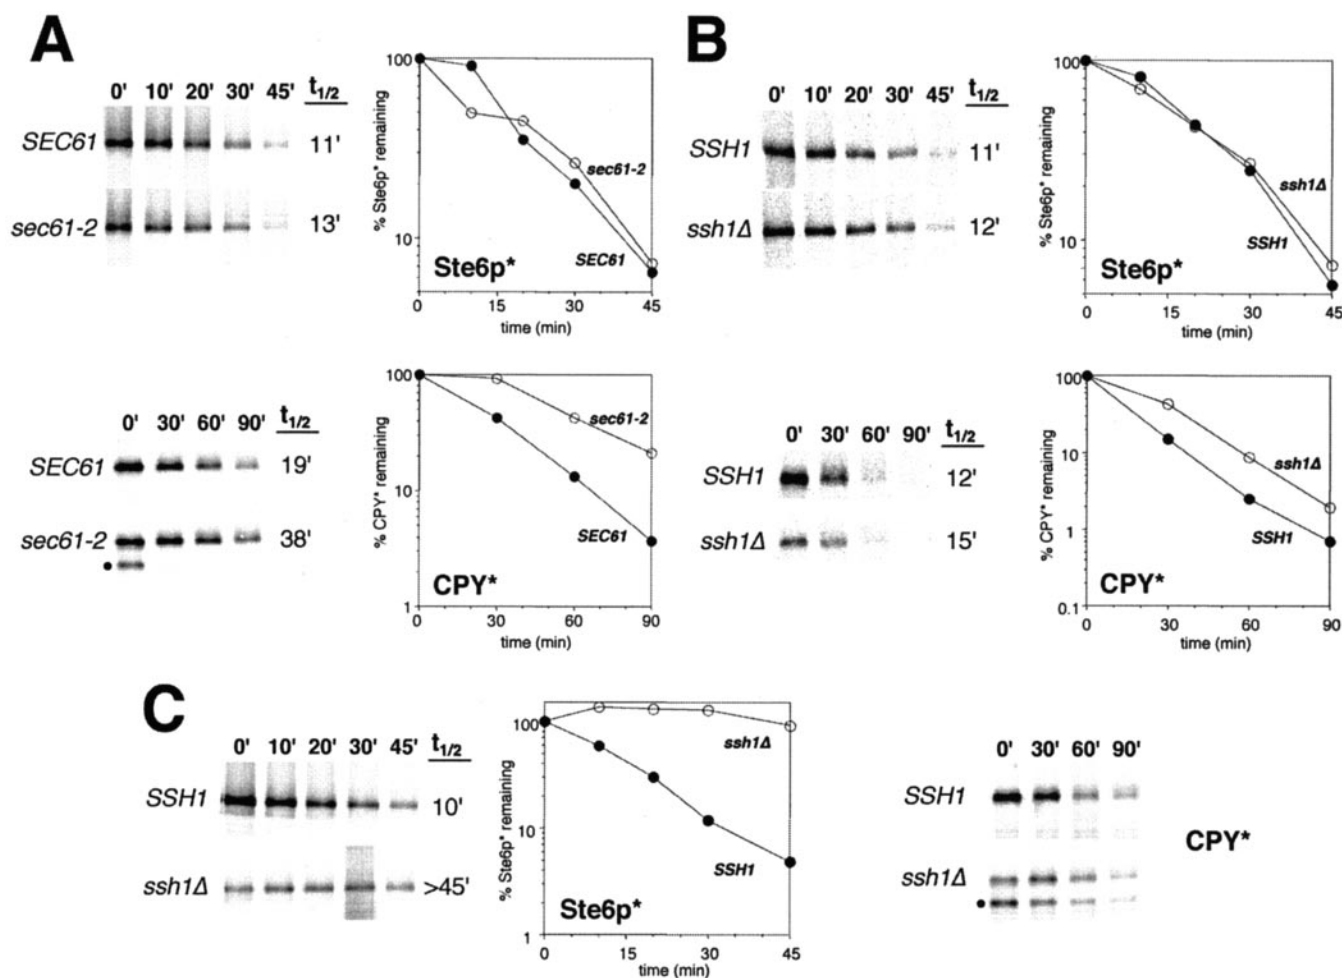 A
0' 10' 20' 30' 45' t1/2
SEC61 11'
sec61-2 13'
% Ste6p* remaining
100
10
sec61-2
SEC61
Ste6p*
0 15 30 45
time (min)
0' 30' 60' 90' t1/2
SEC61 19'
sec61-2 38'
% CPY* remaining
100
10
1
sec61-2
SEC61
CPY*
0 30 60 90
time (min)
B
0' 10' 20' 30' 45' t1/2
SSH1 11'
ssh1Δ 12'
% Ste6p* remaining
100
10
ssh1Δ
SSH1
Ste6p*
0 15 30 45
time (min)
0' 30' 60' 90' t1/2
SSH1 12'
ssh1Δ 15'
% CPY* remaining
100
10
1
0.1
ssh1Δ
SSH1
CPY*
0 30 60 90
time (min)
C
0' 10' 20' 30' 45' t1/2
SSH1 10'
ssh1Δ >45'
% Ste6p* remaining
100
10
1
ssh1Δ
SSH1
Ste6p*
0 15 30 45
time (min)
0' 30' 60' 90'
SSH1
ssh1Δ
CPY*